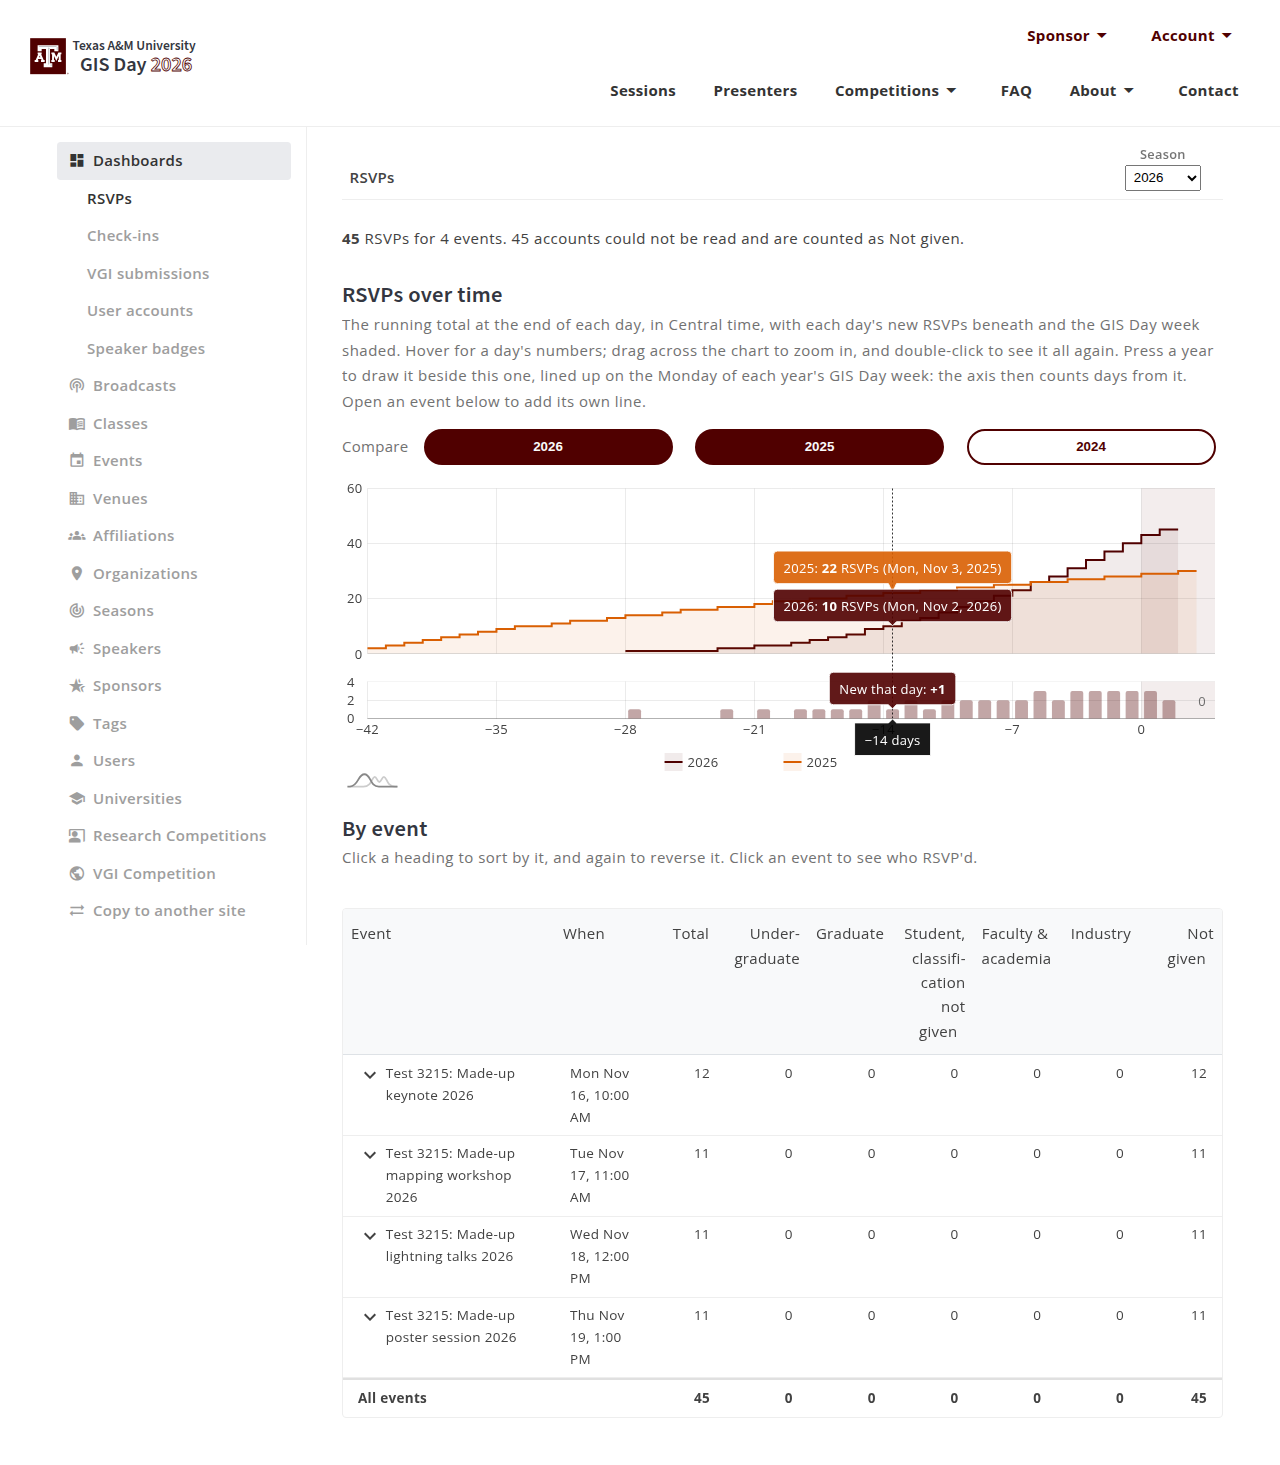 Texas A&M University
GIS Day 2026
Sponsor
Account
Sessions
Presenters
Competitions
FAQ
About
Contact
Dashboards
RSVPs
Check-ins
VGI submissions
User accounts
Speaker badges
Broadcasts
Classes
Events
Venues
Affiliations
Organizations
Seasons
Speakers
Sponsors
Tags
Users
Universities
Research Competitions
VGI Competition
Copy to another site
RSVPs
Season
2026
45 RSVPs for 4 events. 45 accounts could not be read and are counted as Not given.
RSVPs over time
The running total at the end of each day, in Central time, with each day's new RSVPs beneath and the GIS Day week
shaded. Hover for a day's numbers; drag across the chart to zoom in, and double-click to see it all again. Press a year
to draw it beside this one, lined up on the Monday of each year's GIS Day week: the axis then counts days from it.
Open an event below to add its own line.
Compare
2026
2025
2024
60
40
20
0
2025: 22 RSVPs (Mon, Nov 3, 2025)
2026: 10 RSVPs (Mon, Nov 2, 2026)
New that day: +1
4
2
0
0
−42
−35
−28
−21
−7
0
−14 days
2026
2025
By event
Click a heading to sort by it, and again to reverse it. Click an event to see who RSVP'd.
Event
When
Total
Under-
graduate
Graduate
Student,
classifi-
cation
not
given
Faculty &
academia
Industry
Not
given
Test 3215: Made-up
keynote 2026
Mon Nov
16, 10:00
AM
12 0 0 0 0 0 12
Test 3215: Made-up
mapping workshop
2026
Tue Nov
17, 11:00
AM
11 0 0 0 0 0 11
Test 3215: Made-up
lightning talks 2026
Wed Nov
18, 12:00
PM
11 0 0 0 0 0 11
Test 3215: Made-up
poster session 2026
Thu Nov
19, 1:00
PM
11 0 0 0 0 0 11
All events 45 0 0 0 0 0 45